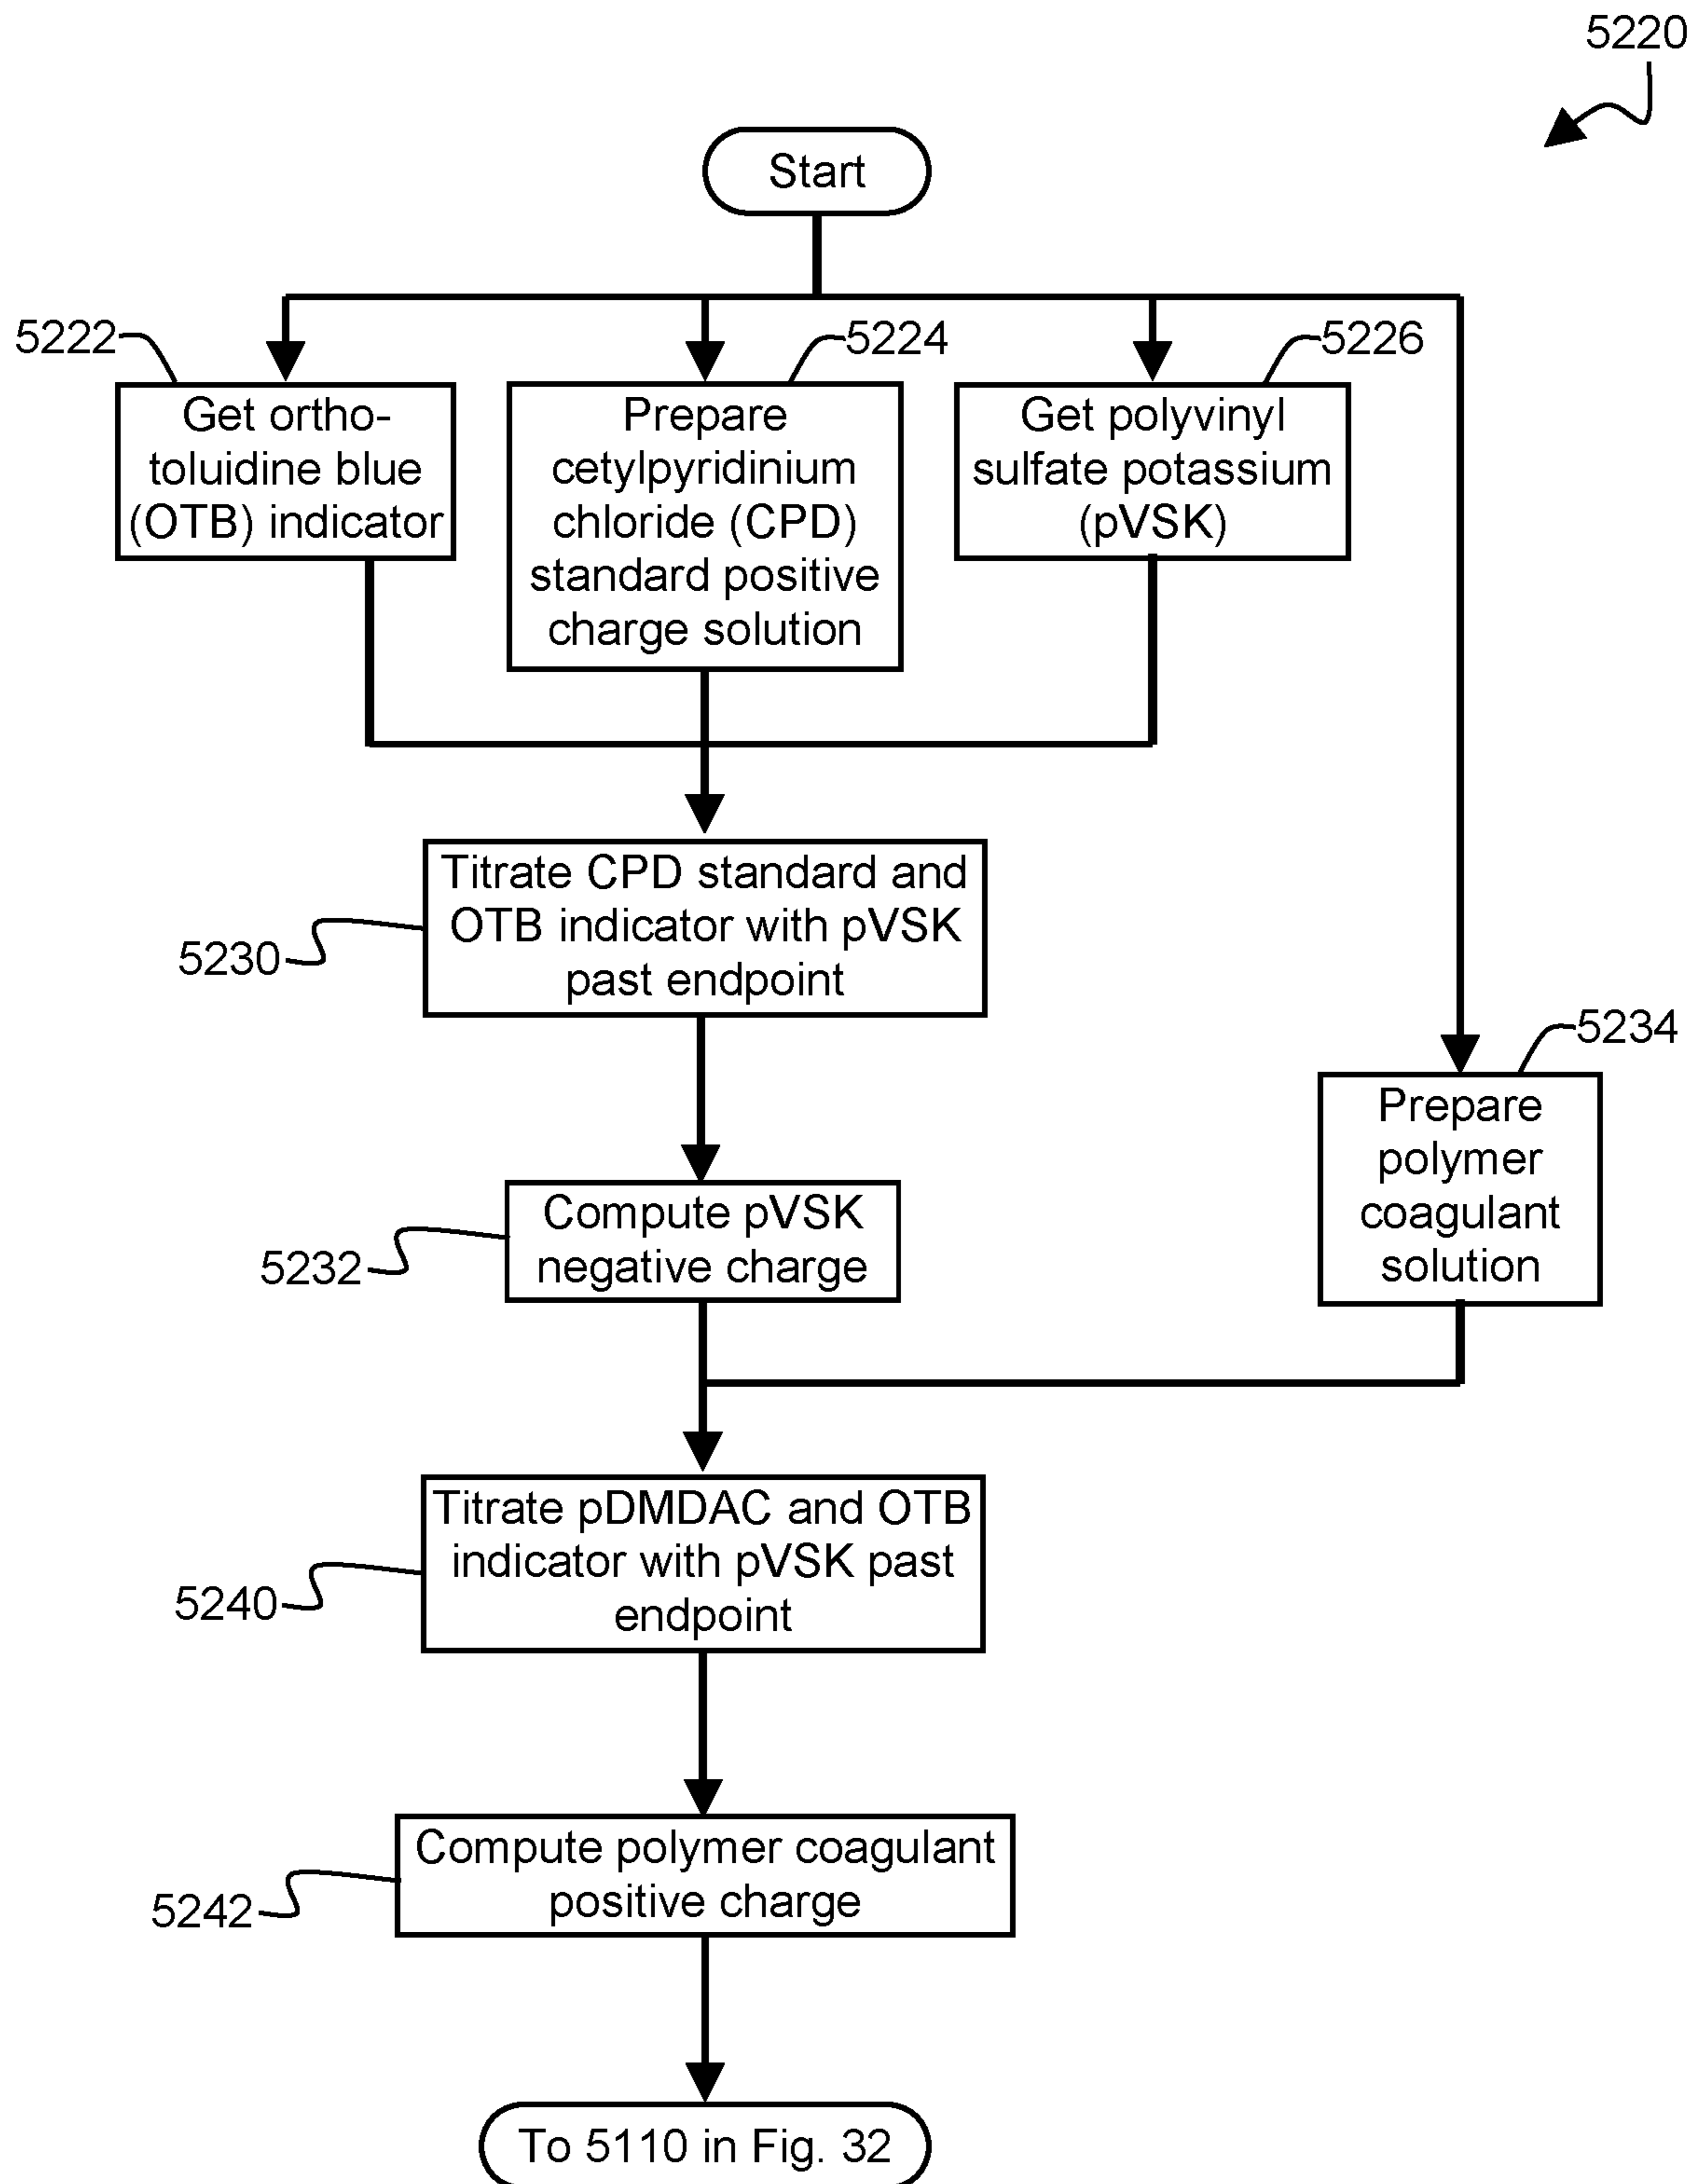 5220
Start
5222
5224
5226
Get ortho-
toluidine blue
(OTB) indicator
Prepare
cetylpyridinium
chloride (CPD)
standard positive
charge solution
Get polyvinyl
sulfate potassium
(pVSK)
Titrate CPD standard and
OTB indicator with pVSK
past endpoint
5230
5234
Prepare
polymer
coagulant
solution
Compute pVSK
negative charge
5232
Titrate pDMDAC and OTB
indicator with pVSK past
endpoint
5240
Compute polymer coagulant
positive charge
5242
To 5110 in Fig. 32